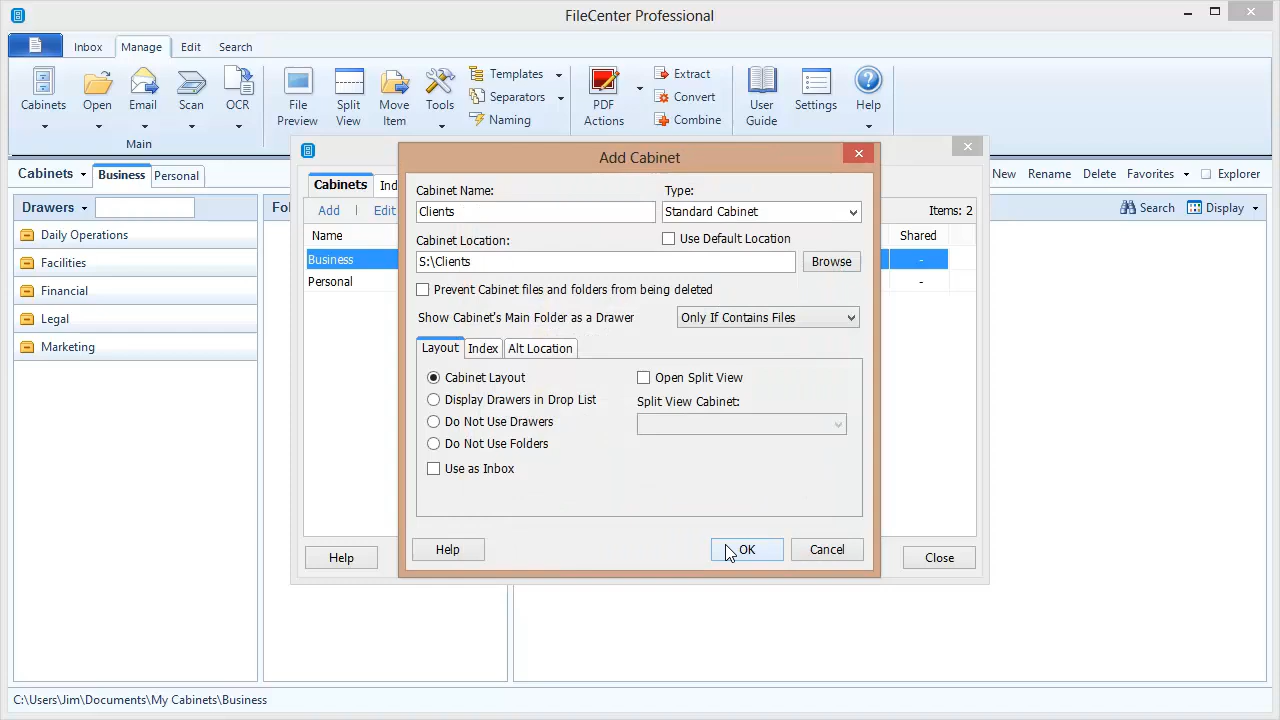 FileCenter Professional
Inbox Manage Edit Search
Cabinets Open Email Scan OCR File Preview Split View Move Item Tools Templates Separators Naming PDF Actions Extract Convert Combine User Guide Settings Help
Main
Cabinets Business Personal New Rename Delete Favorites Explorer
Drawers Fol Search Display
Daily Operations
Facilities
Financial
Legal
Marketing
Cabinets Ind
Add Edit Items: 2
Name Shared
Business -
Personal -
Help Close
Add Cabinet
Cabinet Name: Type:
Clients Standard Cabinet
Cabinet Location: Use Default Location
S:\Clients Browse
Prevent Cabinet files and folders from being deleted
Show Cabinet's Main Folder as a Drawer Only If Contains Files
Layout Index Alt Location
Cabinet Layout Open Split View
Display Drawers in Drop List Split View Cabinet:
Do Not Use Drawers
Do Not Use Folders
Use as Inbox
Help OK Cancel
C:\Users\Jim\Documents\My Cabinets\Business